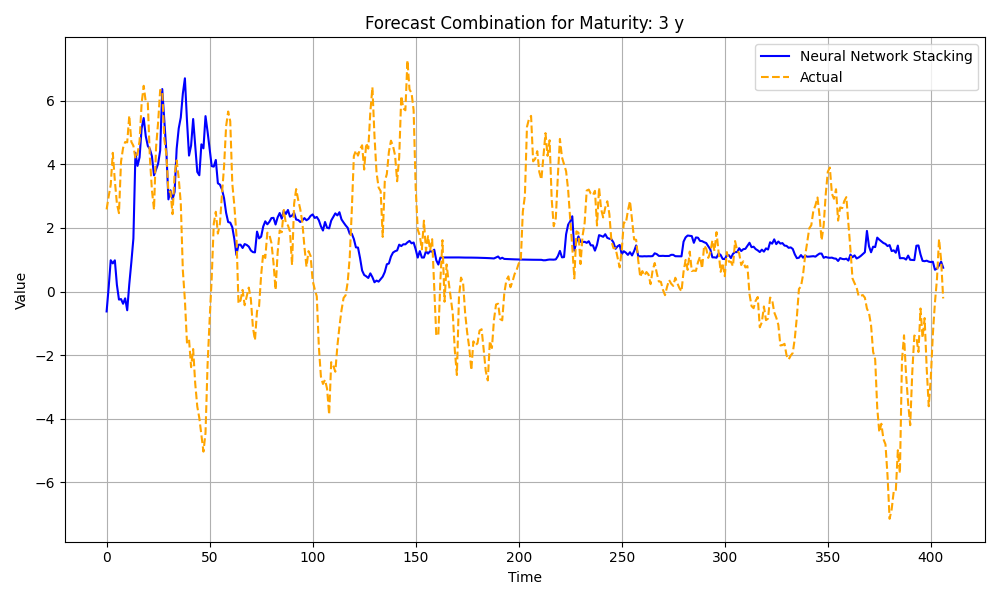 Forecast Combination for Maturity: 3 y
Neural Network Stacking
Actual
Value
6
4
2
0
−2
−4
−6
0 50 100 150 200 250 300 350 400
Time